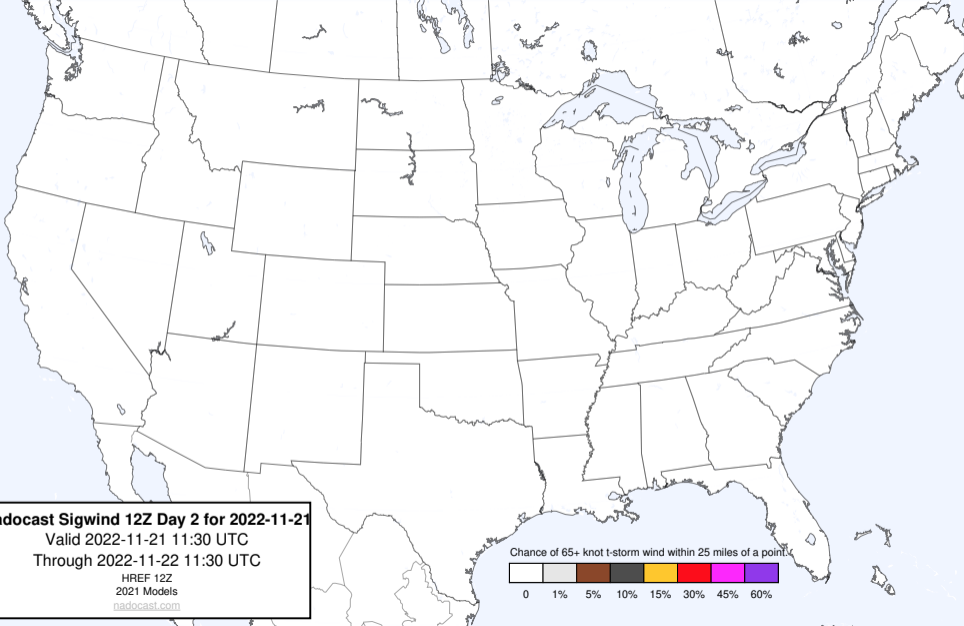 adocast Sigwind 12Z Day 2 for 2022-11-21
Valid 2022-11-21 11:30 UTC
Through 2022-11-22 11:30 UTC
HREF 12Z
2021 Models
nadocast.com
Chance of 65+ knot t-storm wind within 25 miles of a point.
0 1% 5% 10% 15% 30% 45% 60%